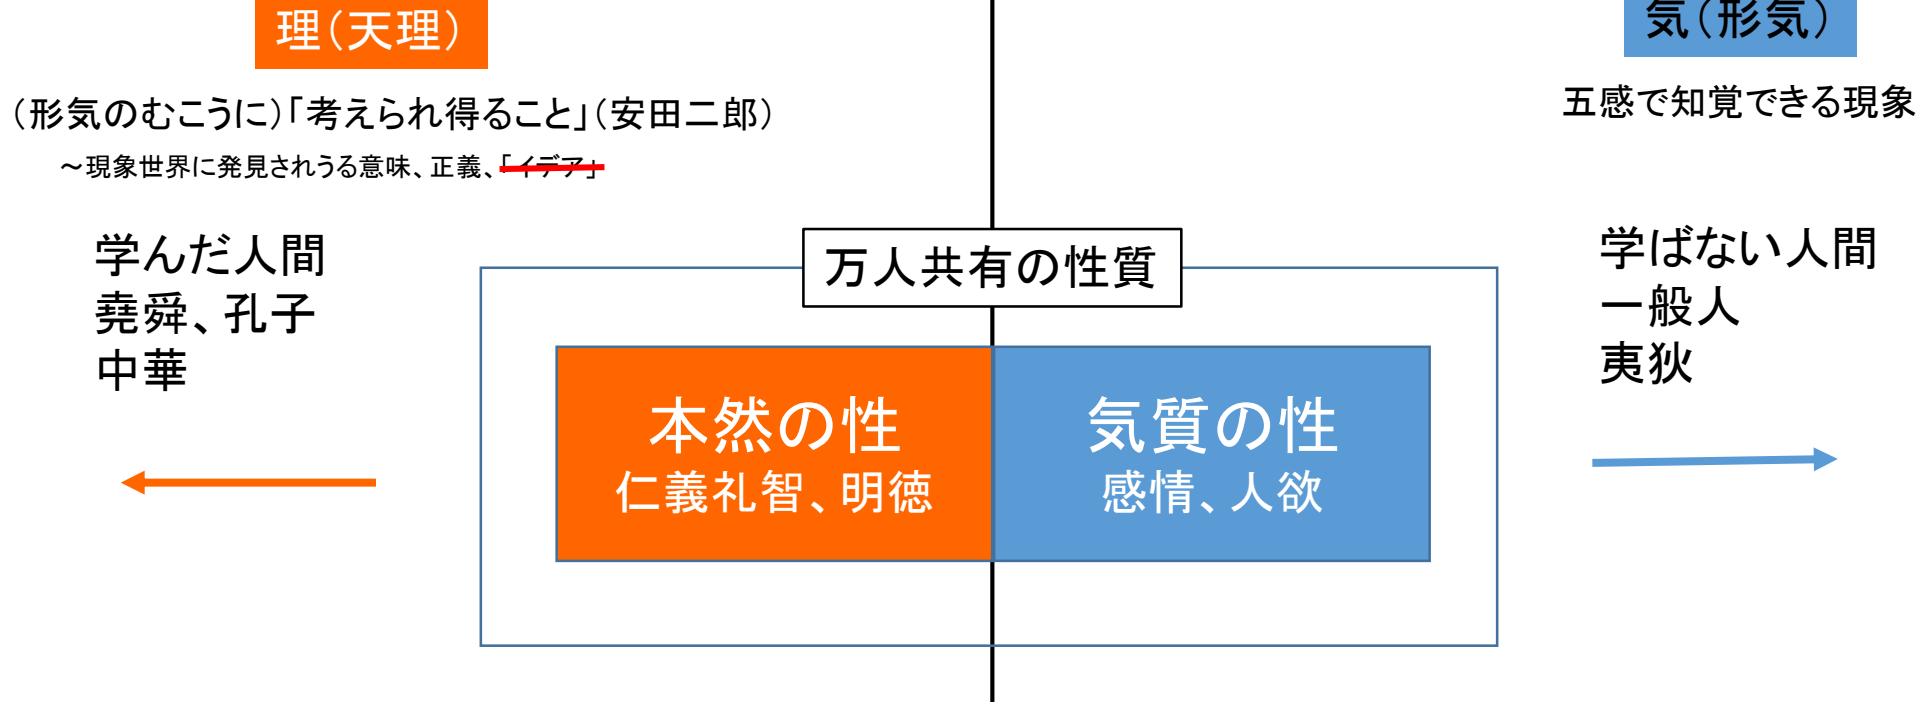 理(天理)
(形気のむこうに)「考えられ得ること」(安田二郎)
～現象世界に発見されうる意味、正義、「イデア」
学んだ人間
堯舜、孔子
中華
気(形気)
五感で知覚できる現象
学ばない人間
一般人
夷狄
万人共有の性質
本然の性
仁義礼智、明徳
気質の性
感情、人欲